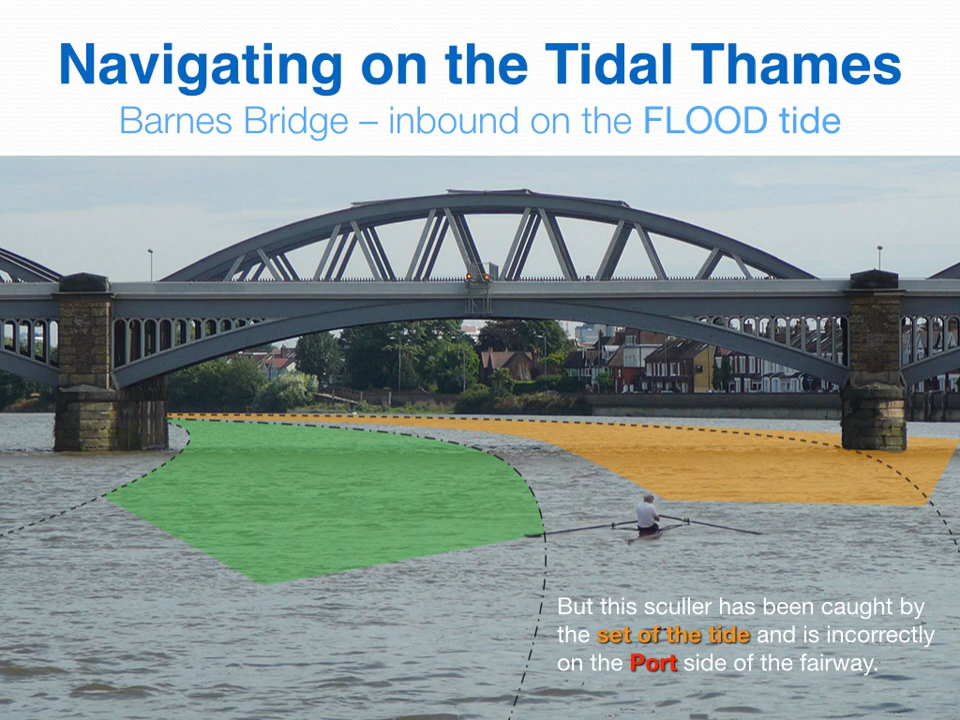 Navigating on the Tidal Thames
Barnes Bridge – inbound on the FLOOD tide
But this sculler has been caught by
the set of the tide and is incorrectly
on the Port side of the fairway.